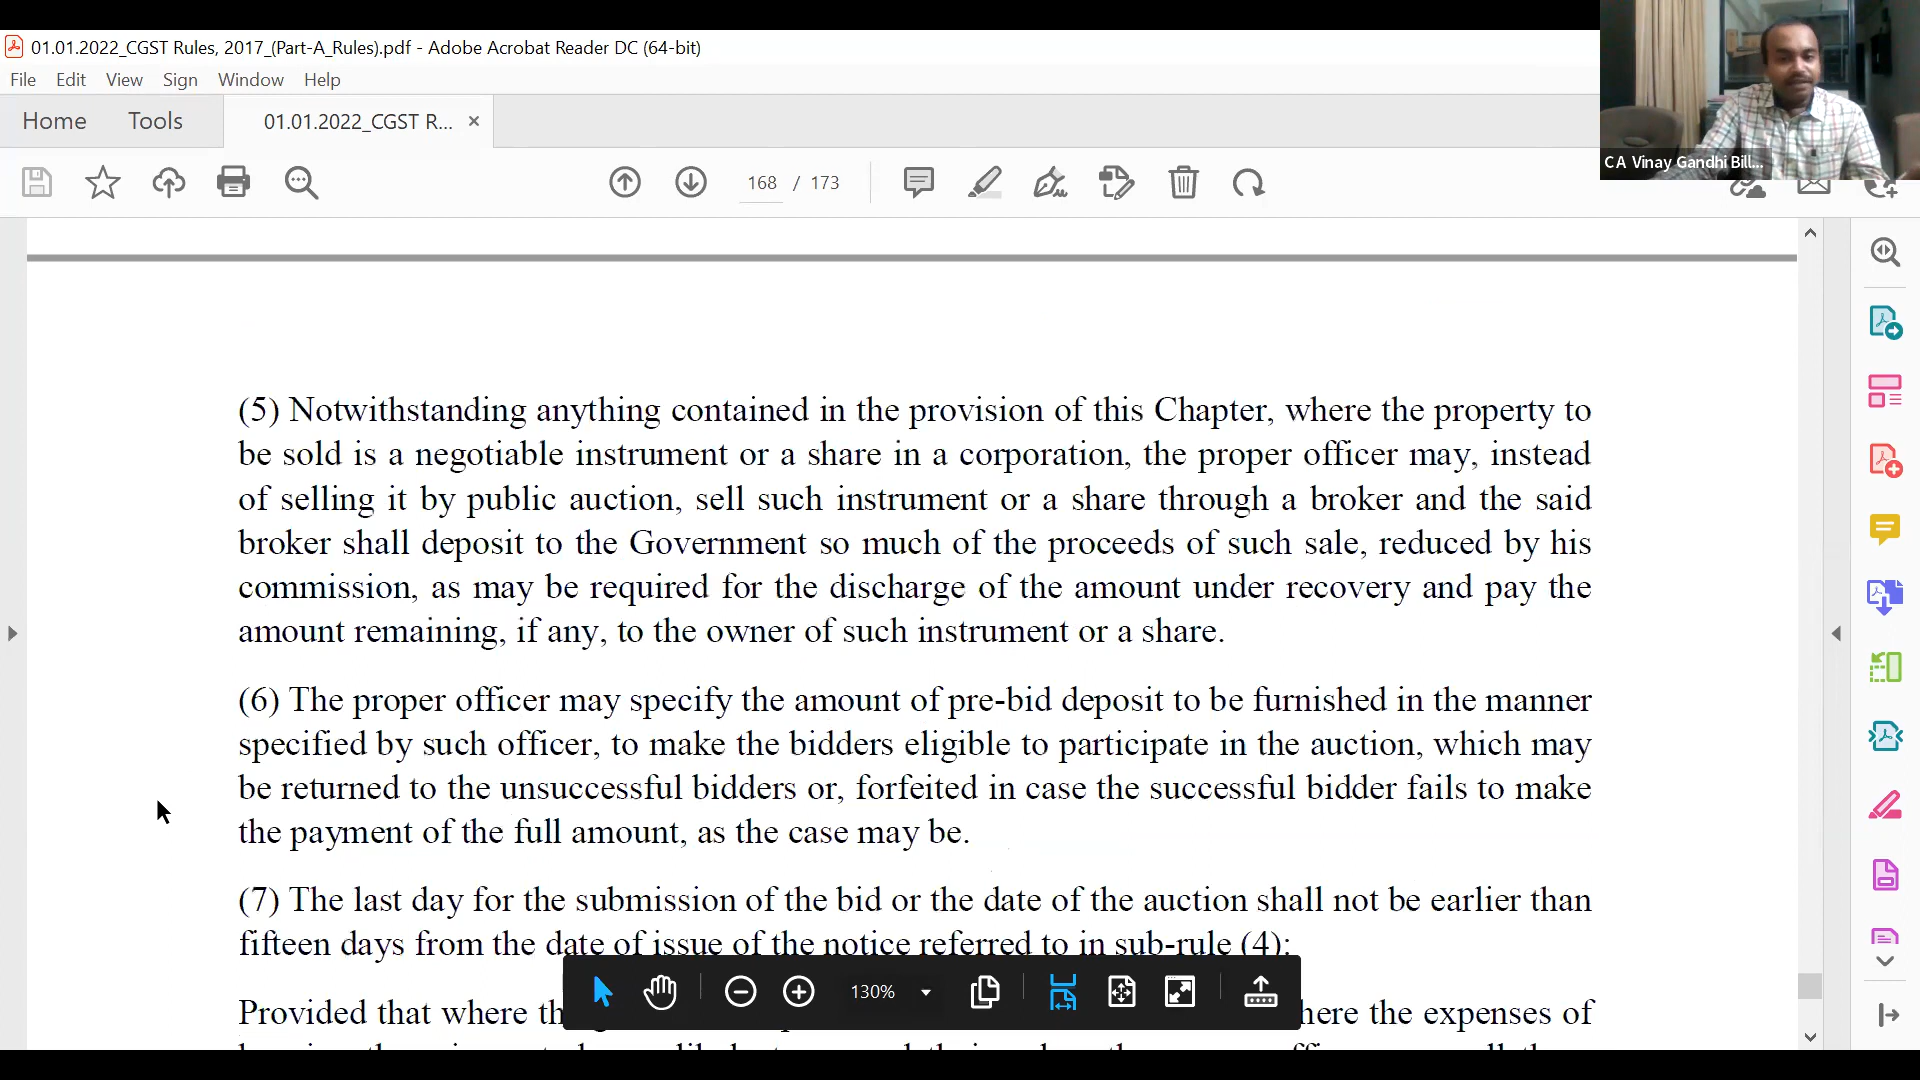 01.01.2022_CGST Rules, 2017_(Part-A_Rules).pdf - Adobe Acrobat Reader DC (64-bit)
File Edit View Sign Window Help
Home Tools 01.01.2022_CGST R... ×
168 / 173
C A Vinay Gandhi Bill...
(5) Notwithstanding anything contained in the provision of this Chapter, where the property to
be sold is a negotiable instrument or a share in a corporation, the proper officer may, instead
of selling it by public auction, sell such instrument or a share through a broker and the said
broker shall deposit to the Government so much of the proceeds of such sale, reduced by his
commission, as may be required for the discharge of the amount under recovery and pay the
amount remaining, if any, to the owner of such instrument or a share.
(6) The proper officer may specify the amount of pre-bid deposit to be furnished in the manner
specified by such officer, to make the bidders eligible to participate in the auction, which may
be returned to the unsuccessful bidders or, forfeited in case the successful bidder fails to make
the payment of the full amount, as the case may be.
(7) The last day for the submission of the bid or the date of the auction shall not be earlier than
fifteen days from the date of issue of the notice referred to in sub-rule (4):
130%
Provided that where the expenses of